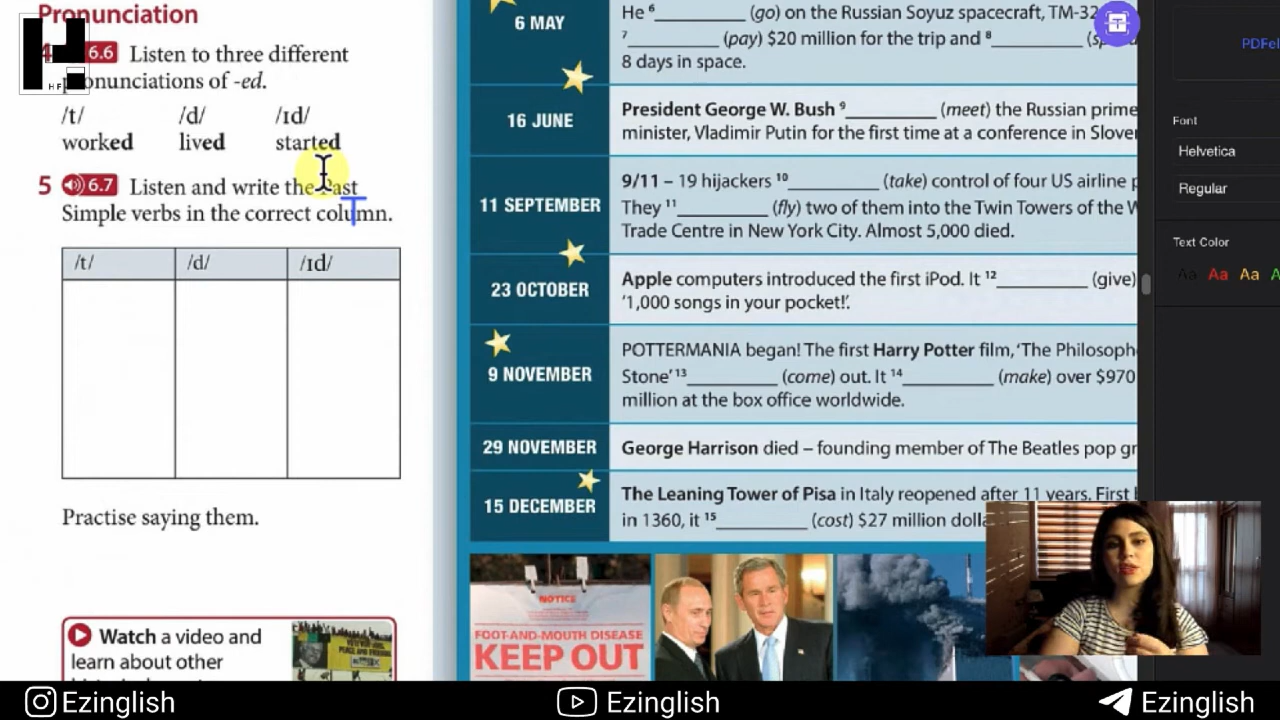 Pronunciation
6.6 Listen to three different
pronunciations of -ed.
/t/ /d/ /ɪd/
worked lived started
5 6.7 Listen and write the Past
Simple verbs in the correct column.
/t/ /d/ /ɪd/
Practise saying them.
Watch a video and
learn about other
6 MAY
He 6__________ (go) on the Russian Soyuz spacecraft, TM-32
7__________ (pay) $20 million for the trip and 8__________
8 days in space.
16 JUNE
President George W. Bush 9__________ (meet) the Russian prime
minister, Vladimir Putin for the first time at a conference in Slove
11 SEPTEMBER
9/11 – 19 hijackers 10__________ (take) control of four US airline p
They 11__________ (fly) two of them into the Twin Towers of the W
Trade Centre in New York City. Almost 5,000 died.
23 OCTOBER
Apple computers introduced the first iPod. It 12__________ (give)
'1,000 songs in your pocket!'.
9 NOVEMBER
POTTERMANIA began! The first Harry Potter film, 'The Philosoph
Stone' 13__________ (come) out. It 14__________ (make) over $970
million at the box office worldwide.
29 NOVEMBER
George Harrison died – founding member of The Beatles pop gr
15 DECEMBER
The Leaning Tower of Pisa in Italy reopened after 11 years. First
in 1360, it 15__________ (cost) $27 million dolla
NOTICE
FOOT-AND-MOUTH DISEASE
KEEP OUT
PDFel
Font
Helvetica
Regular
Text Color
Aa Aa Aa
H F
Ezinglish Ezinglish Ezinglish